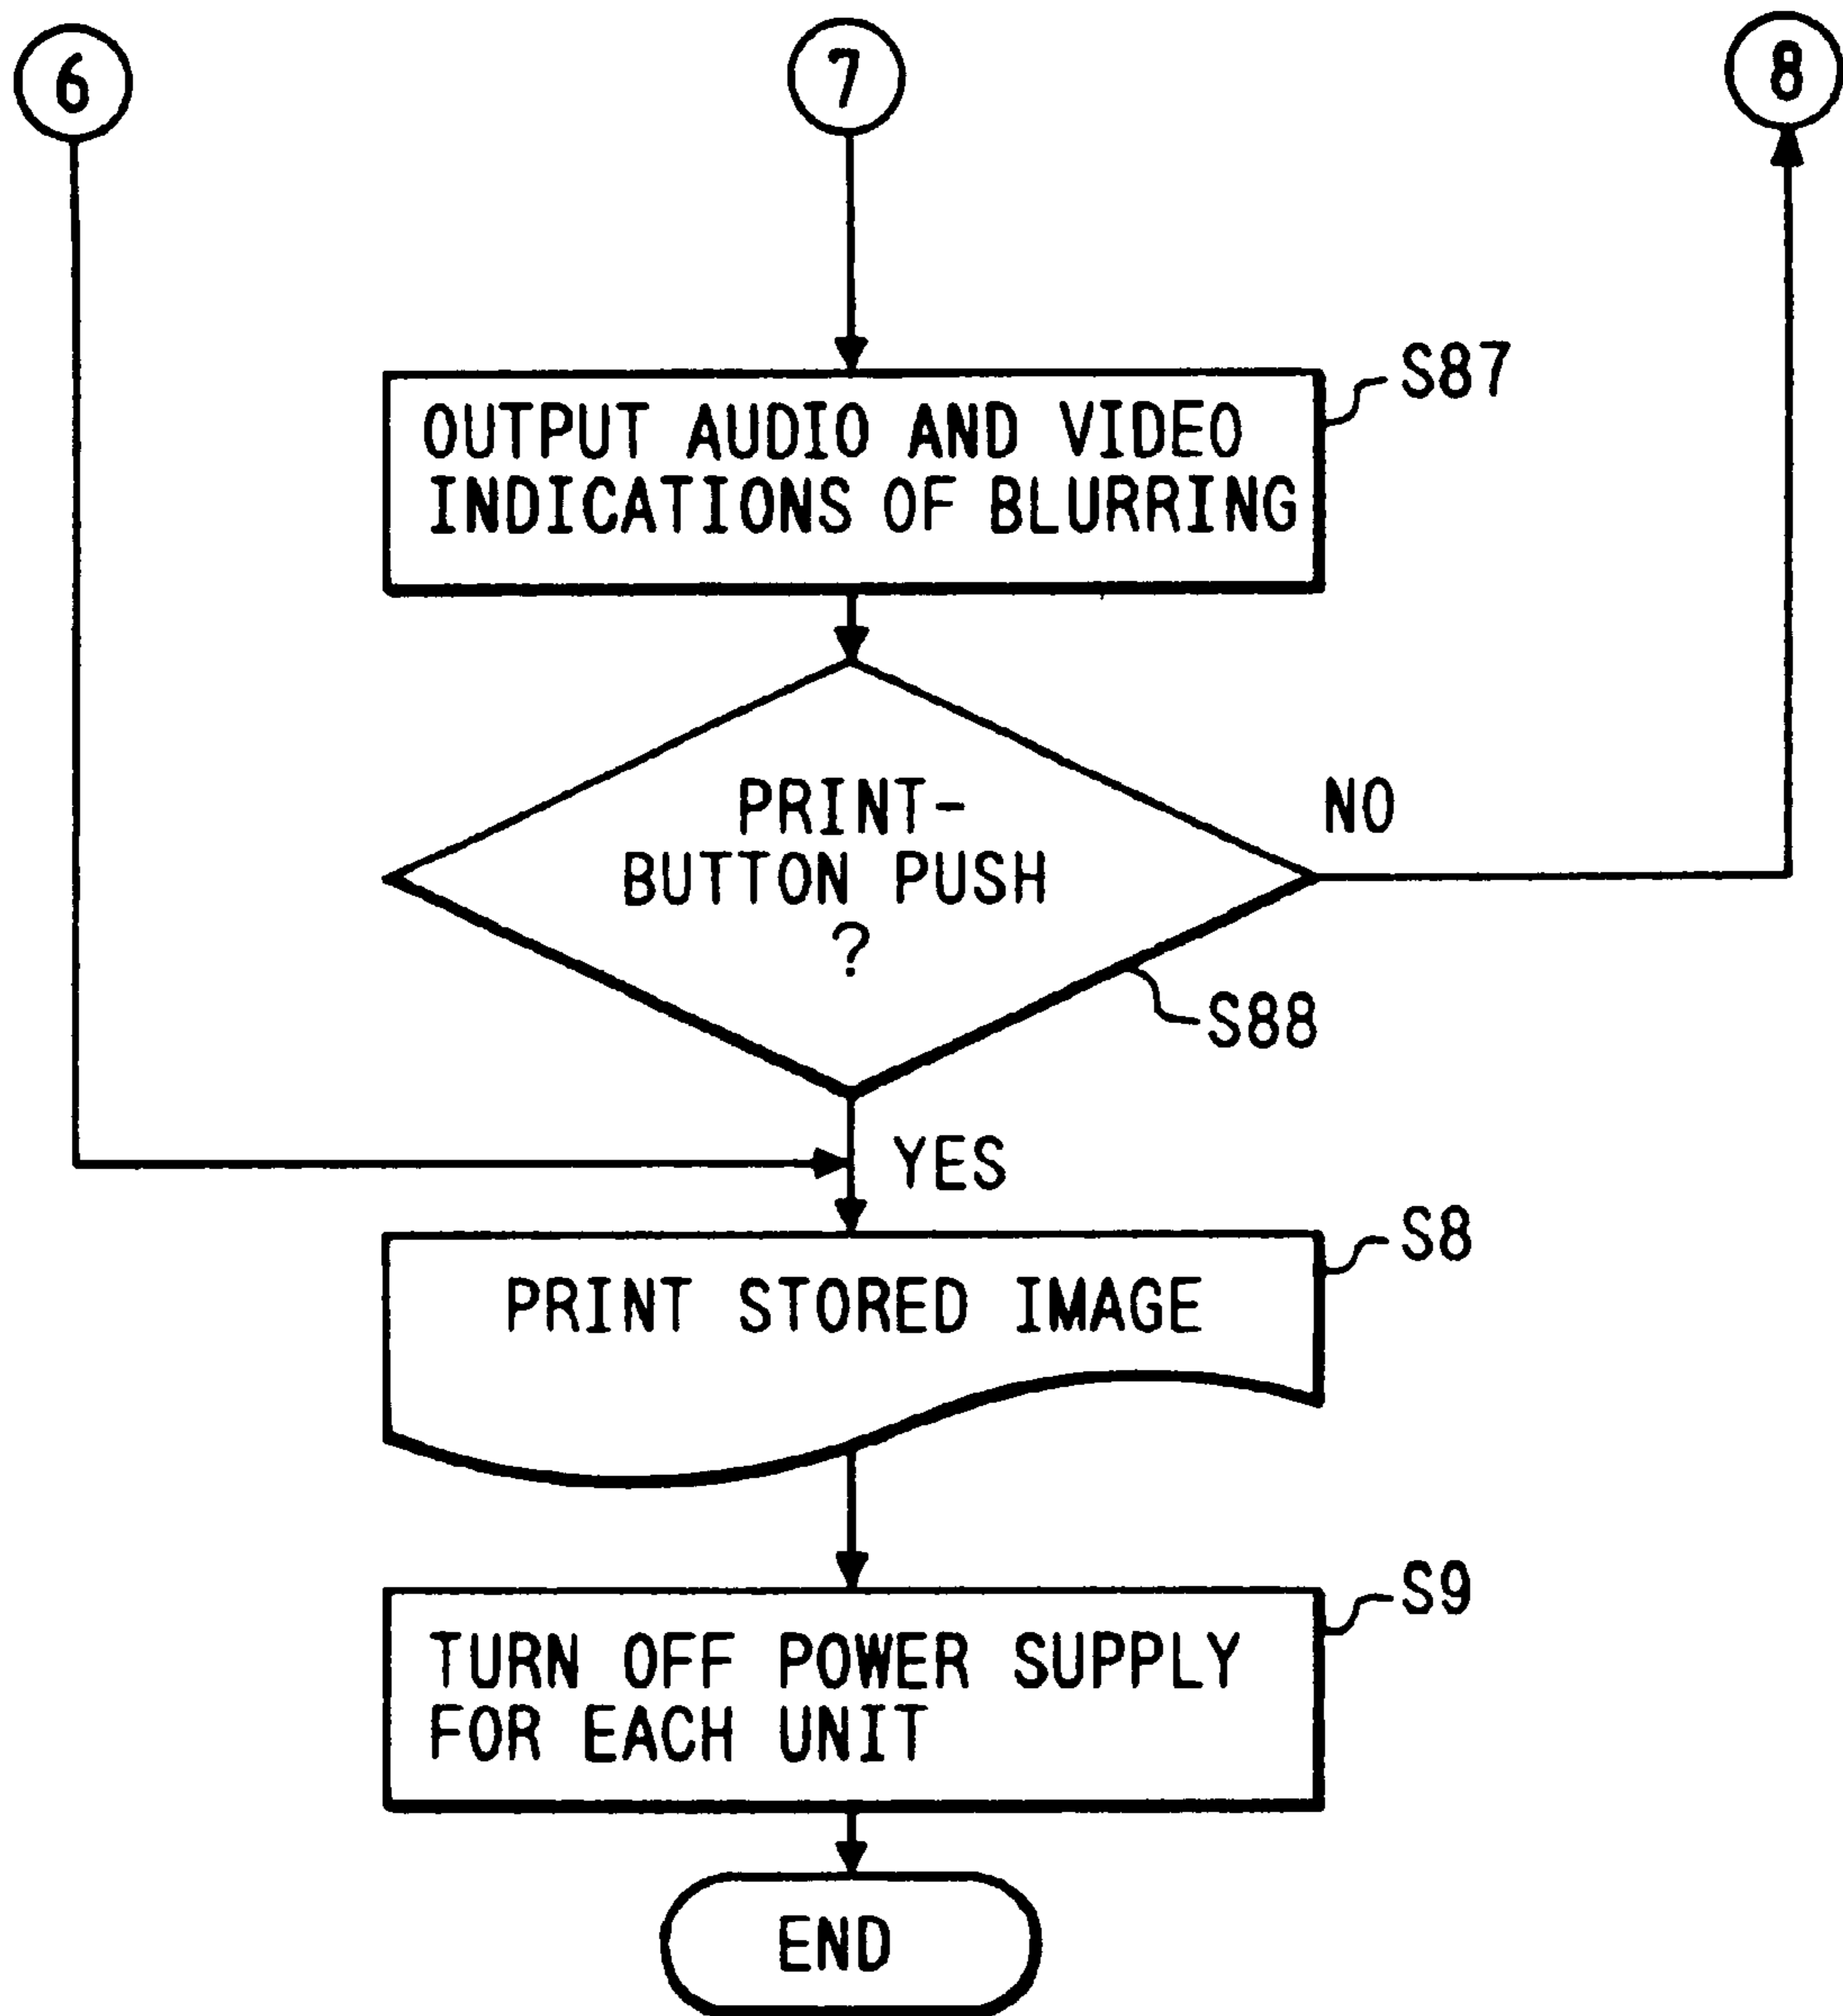 6
7
8
S87
OUTPUT AUDIO AND VIDEO
INDICATIONS OF BLURRING
PRINT-
BUTTON PUSH
?
NO
S88
YES
S8
PRINT STORED IMAGE
S9
TURN OFF POWER SUPPLY
FOR EACH UNIT
END